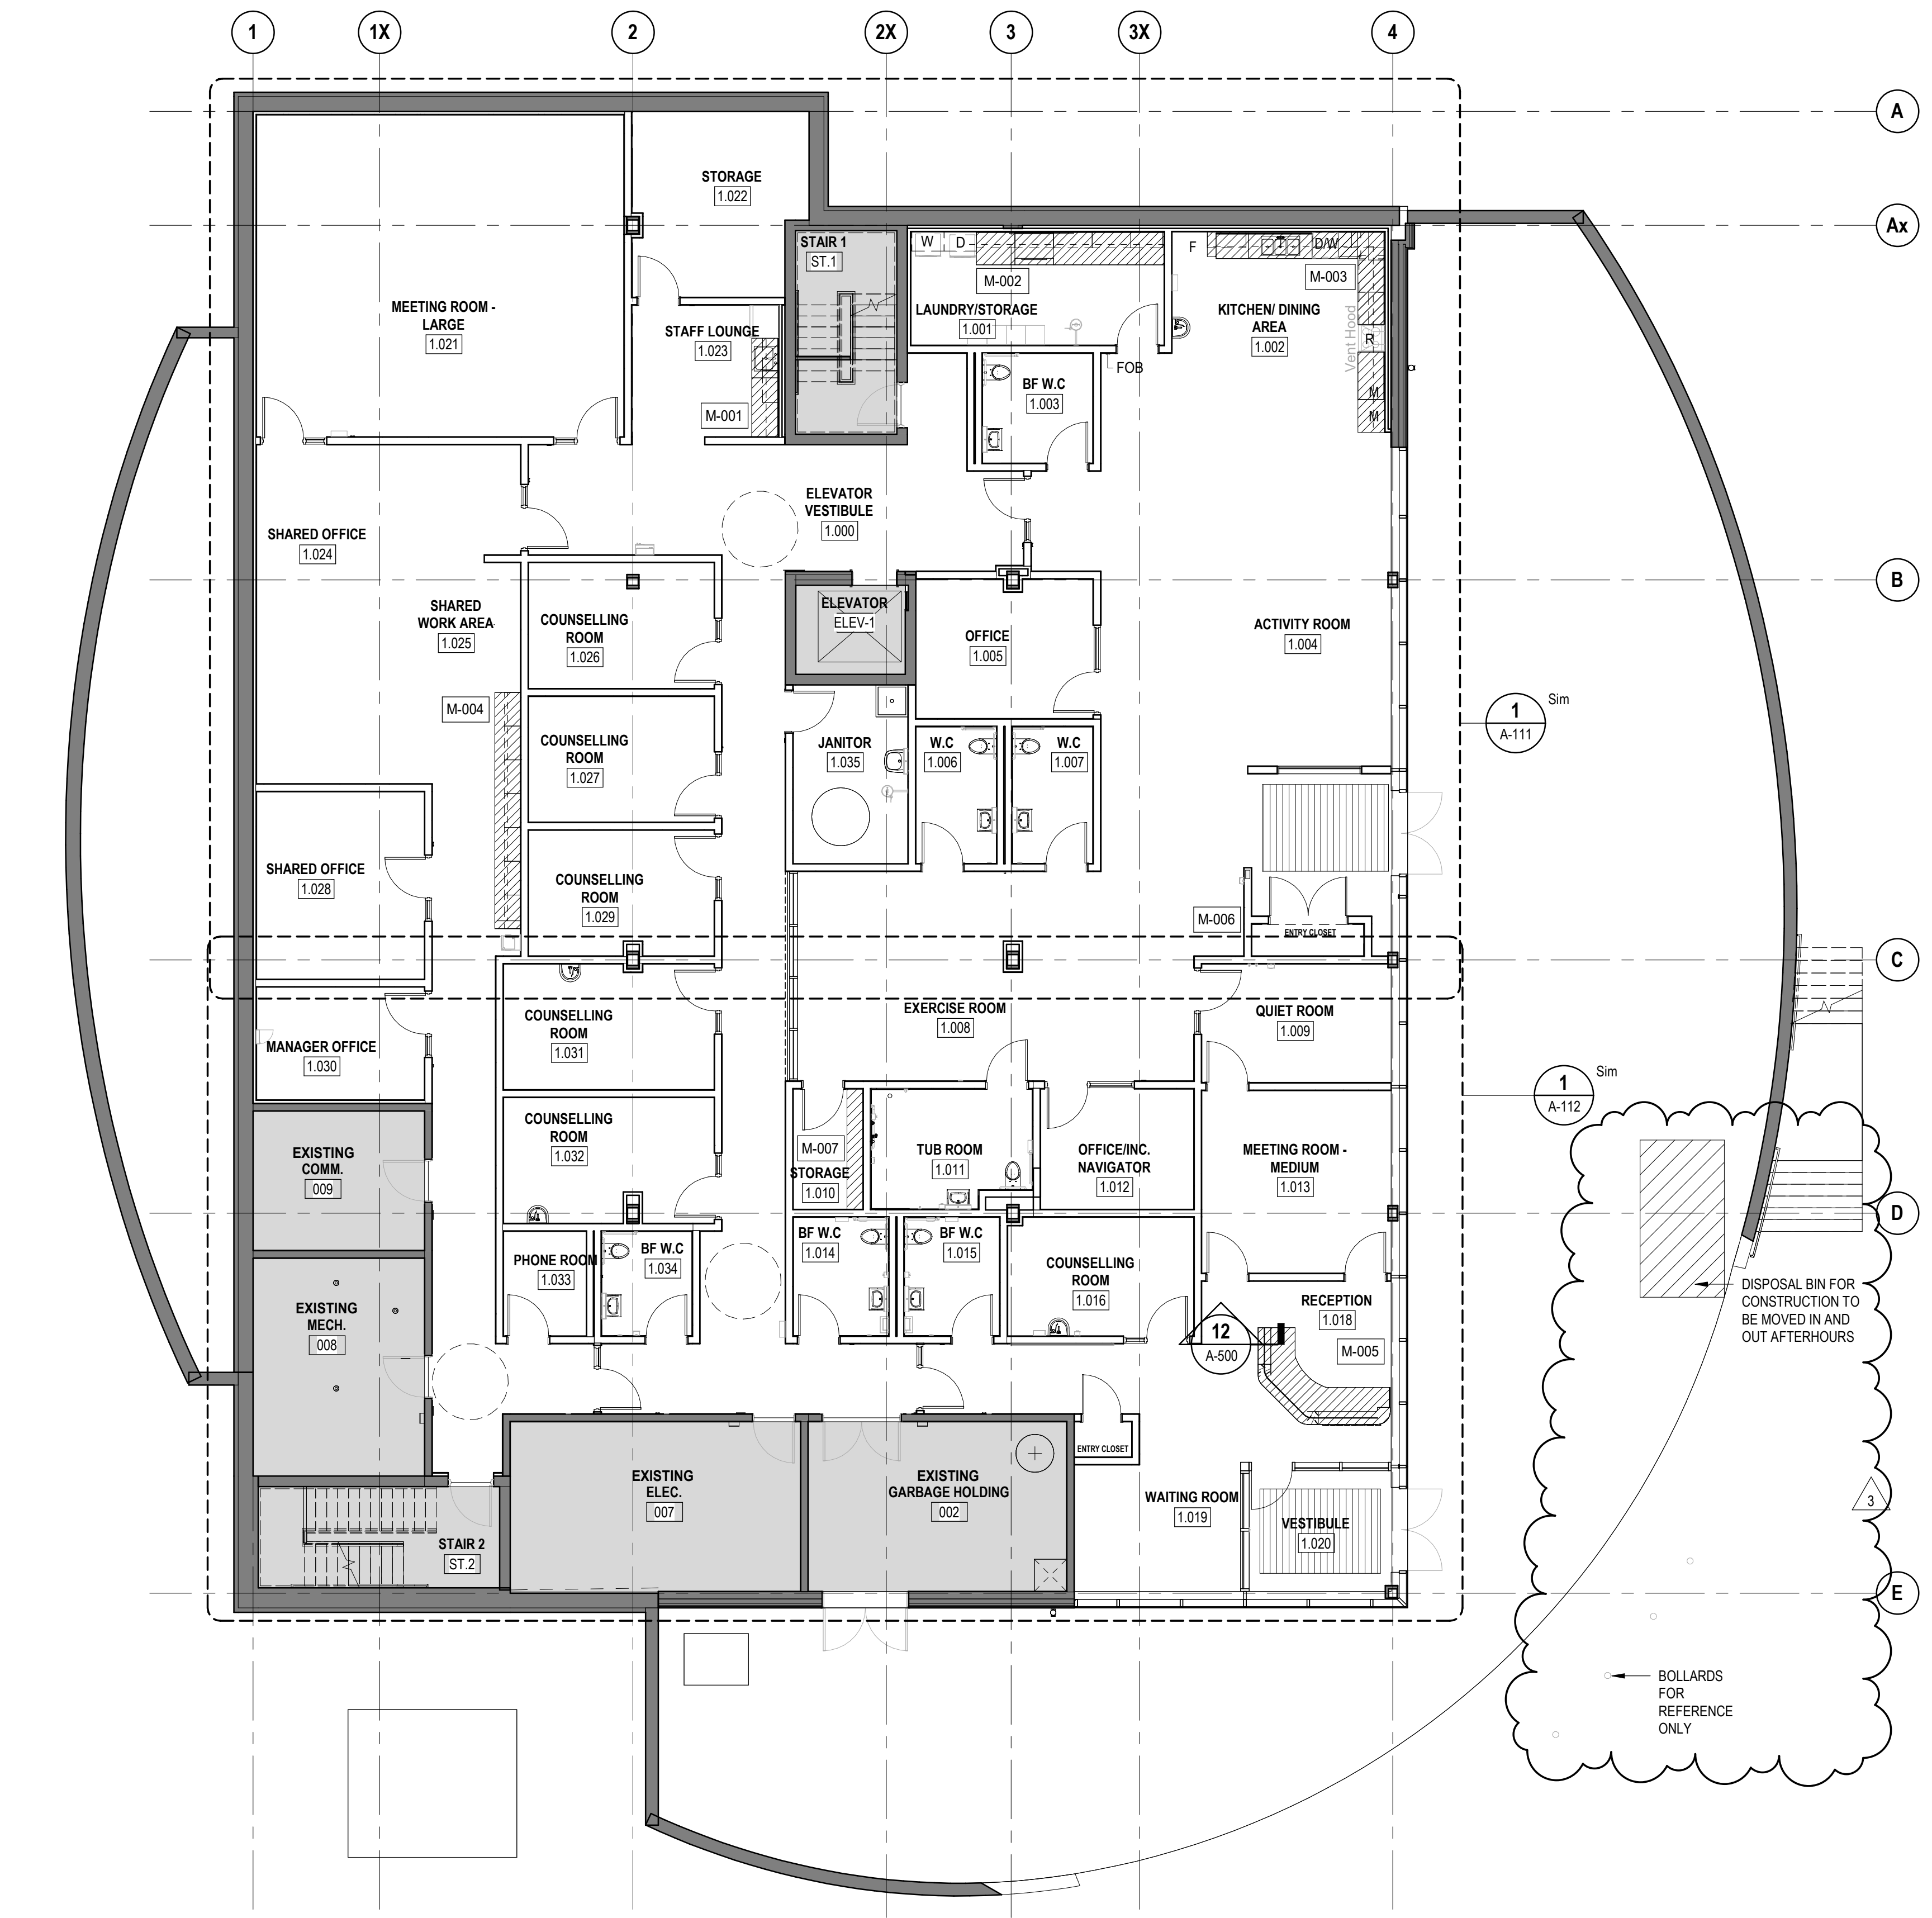 1
1X
2
2X
3
3X
4
A
Ax
B
C
D
E
STORAGE
1.022
STAIR 1
ST.1
W
D
M-002
LAUNDRY/STORAGE
1.001
F
T
D/W
M-003
KITCHEN/ DINING
AREA
1.002
Vent Hood
R
M
M
MEETING ROOM -
LARGE
1.021
STAFF LOUNGE
1.023
M-001
FOB
BF W.C
1.003
ELEVATOR
VESTIBULE
1.000
SHARED OFFICE
1.024
SHARED
WORK AREA
1.025
COUNSELLING
ROOM
1.026
ELEVATOR
ELEV-1
OFFICE
1.005
ACTIVITY ROOM
1.004
M-004
COUNSELLING
ROOM
1.027
JANITOR
1.035
W.C
1.006
W.C
1.007
1
A-111
Sim
SHARED OFFICE
1.028
COUNSELLING
ROOM
1.029
M-006
ENTRY CLOSET
COUNSELLING
ROOM
1.031
EXERCISE ROOM
1.008
QUIET ROOM
1.009
MANAGER OFFICE
1.030
1
A-112
Sim
EXISTING
COMM.
009
COUNSELLING
ROOM
1.032
M-007
STORAGE
1.010
TUB ROOM
1.011
OFFICE/INC.
NAVIGATOR
1.012
MEETING ROOM -
MEDIUM
1.013
PHONE ROOM
1.033
BF W.C
1.034
BF W.C
1.014
BF W.C
1.015
COUNSELLING
ROOM
1.016
RECEPTION
1.018
M-005
12
A-500
DISPOSAL BIN FOR
CONSTRUCTION TO
BE MOVED IN AND
OUT AFTERHOURS
EXISTING
MECH.
008
ENTRY CLOSET
EXISTING
ELEC.
007
EXISTING
GARBAGE HOLDING
002
WAITING ROOM
1.019
VESTIBULE
1.020
3
STAIR 2
ST.2
BOLLARDS
FOR
REFERENCE
ONLY